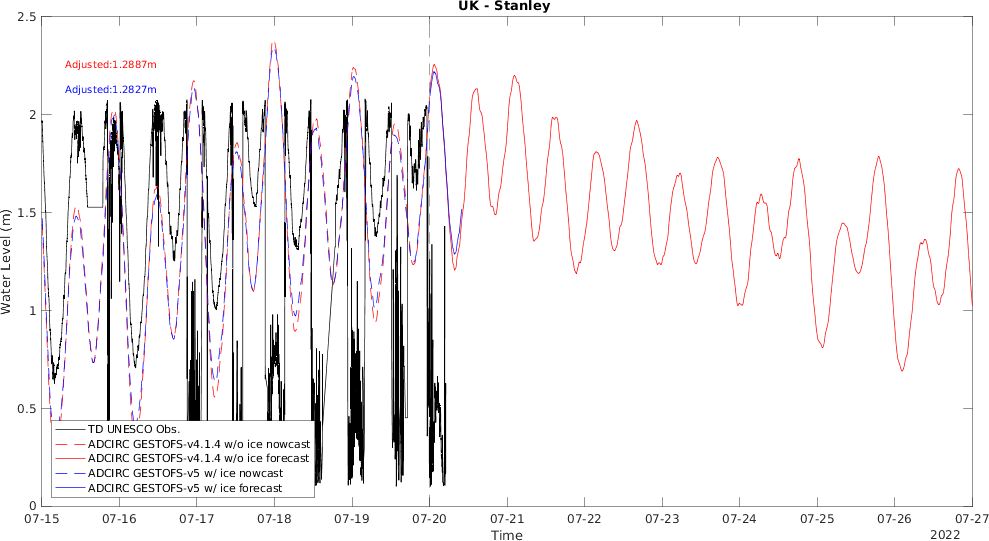 UK - Stanley
2.5
Adjusted:1.2887m
Adjusted:1.2827m
2
1.5
1
0.5
0
Water Level (m)
TD UNESCO Obs.
ADCIRC GESTOFS-v4.1.4 w/o ice nowcast
ADCIRC GESTOFS-v4.1.4 w/o ice forecast
ADCIRC GESTOFS-v5 w/ ice nowcast
ADCIRC GESTOFS-v5 w/ ice forecast
07-15 07-16 07-17 07-18 07-19 07-20 07-21 07-22 07-23 07-24 07-25 07-26 07-27
Time
2022